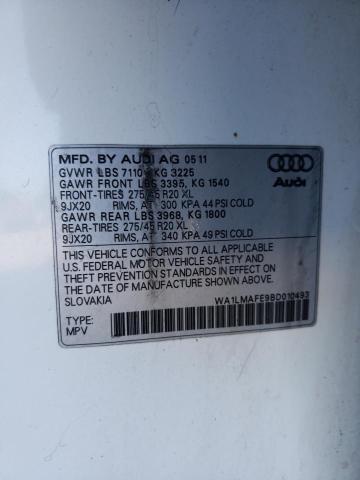 MFD. BY AUDI AG 05 11
GVWR LBS 7110 KG 3225
GAWR FRONT LBS 3395, KG 1540
FRONT-TIRES 275/45 R20 XL
9JX20 RIMS, AT 300 KPA 44 PSI COLD
GAWR REAR LBS 3968, KG 1800
REAR-TIRES 275/45 R20 XL
9JX20 RIMS, AT 340 KPA 49 PSI COLD
THIS VEHICLE CONFORMS TO ALL APPLICABLE
U.S. FEDERAL MOTOR VEHICLE SAFETY AND
THEFT PREVENTION STANDARDS IN EFFECT ON
THE DATE OF MANUFACTURE SHOWN ABOVE.
SLOVAKIA WA1LMAFE9BD010493
TYPE:
MPV
Audi